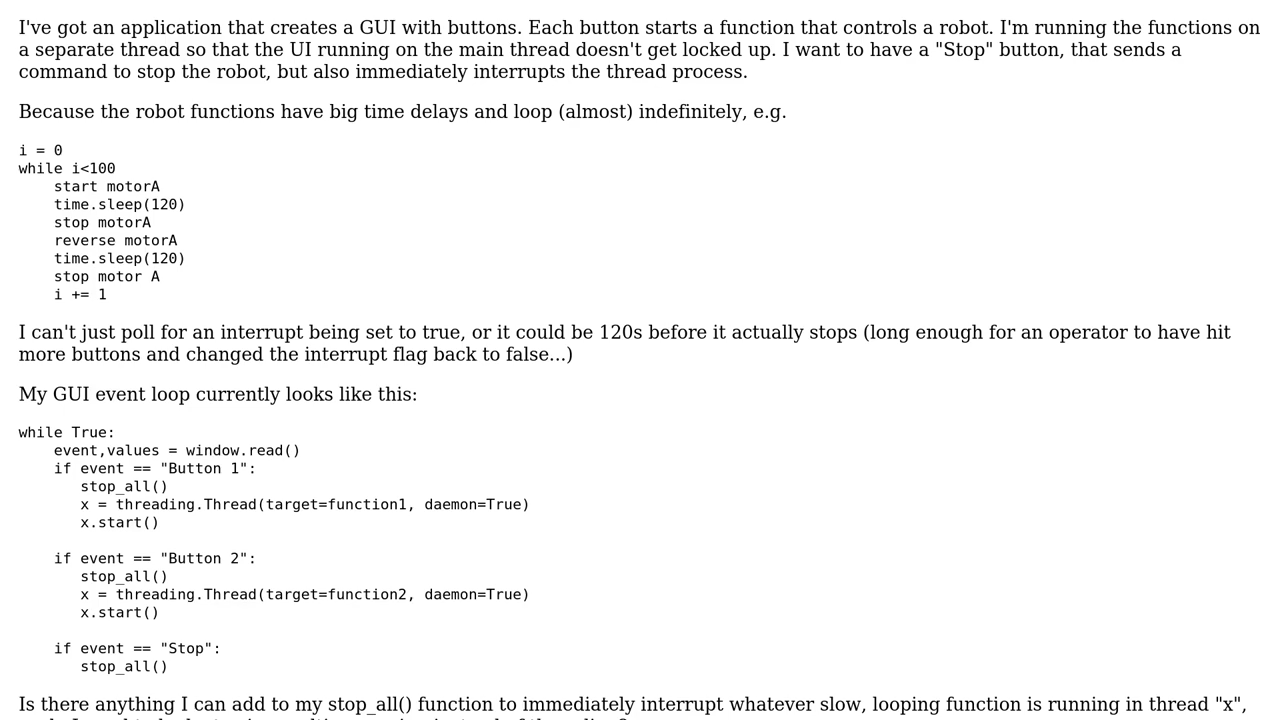 I've got an application that creates a GUI with buttons. Each button starts a function that controls a robot. I'm running the functions on
a separate thread so that the UI running on the main thread doesn't get locked up. I want to have a "Stop" button, that sends a
command to stop the robot, but also immediately interrupts the thread process.
Because the robot functions have big time delays and loop (almost) indefinitely, e.g.
i = 0
while i<100
    start motorA
    time.sleep(120)
    stop motorA
    reverse motorA
    time.sleep(120)
    stop motor A
    i += 1
I can't just poll for an interrupt being set to true, or it could be 120s before it actually stops (long enough for an operator to have hit
more buttons and changed the interrupt flag back to false...)
My GUI event loop currently looks like this:
while True:
    event,values = window.read()
    if event == "Button 1":
       stop_all()
       x = threading.Thread(target=function1, daemon=True)
       x.start()
    if event == "Button 2":
       stop_all()
       x = threading.Thread(target=function2, daemon=True)
       x.start()
    if event == "Stop":
       stop_all()
Is there anything I can add to my stop_all() function to immediately interrupt whatever slow, looping function is running in thread "x",